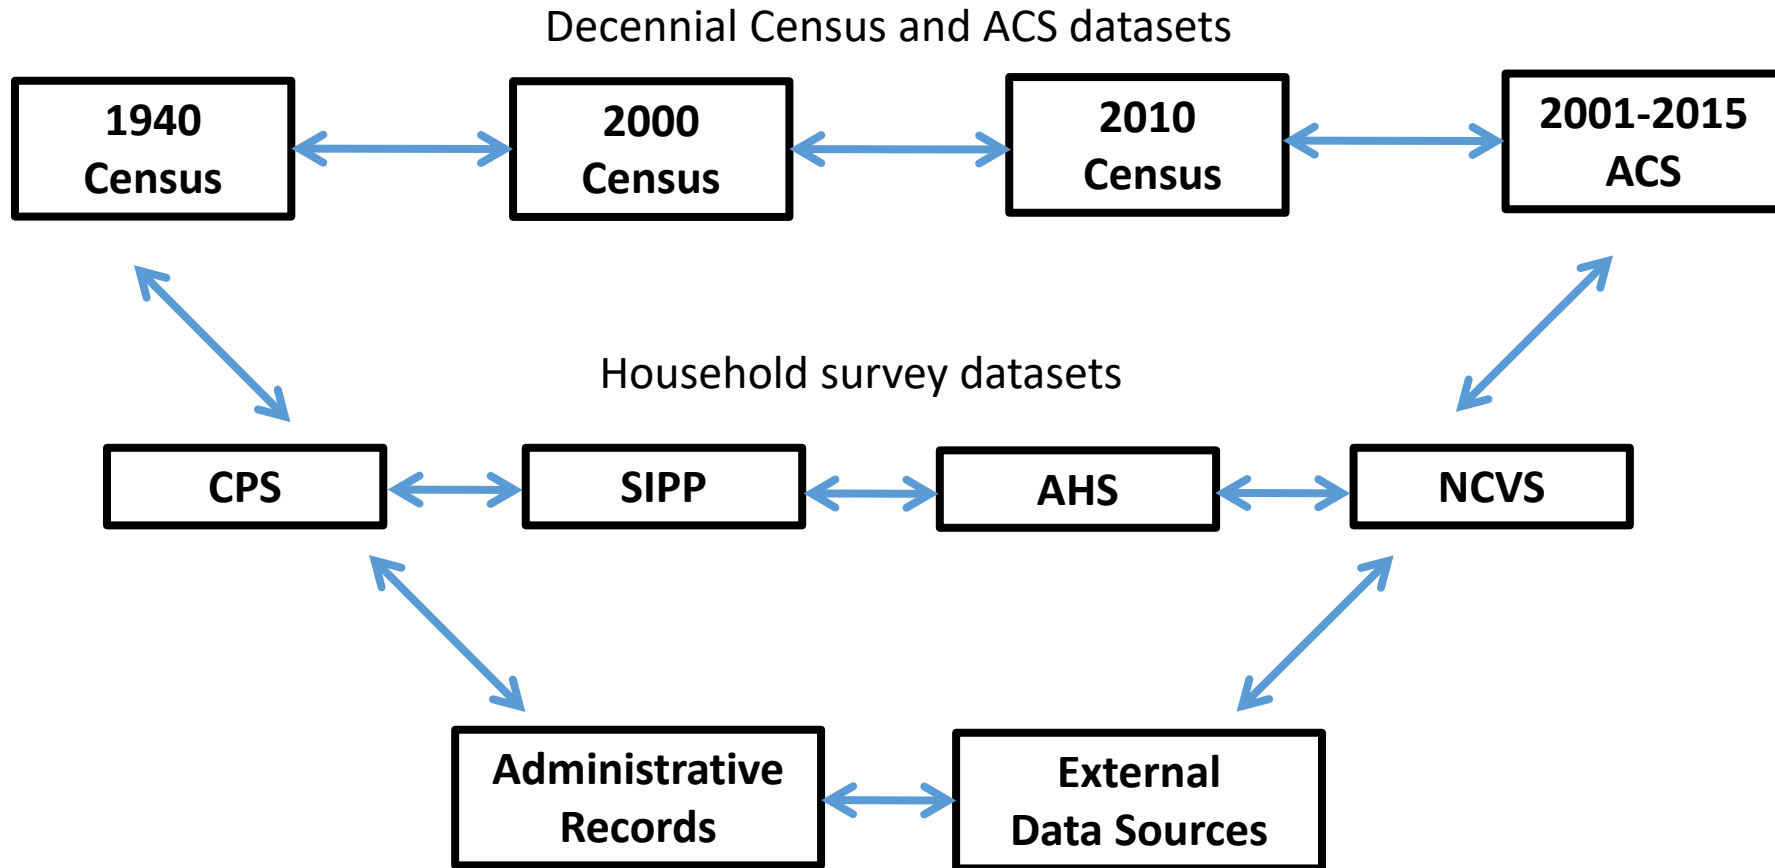 Decennial Census and ACS datasets
1940
Census
2000
Census
2010
Census
2001-2015
ACS
Household survey datasets
CPS
SIPP
AHS
NCVS
Administrative
Records
External
Data Sources